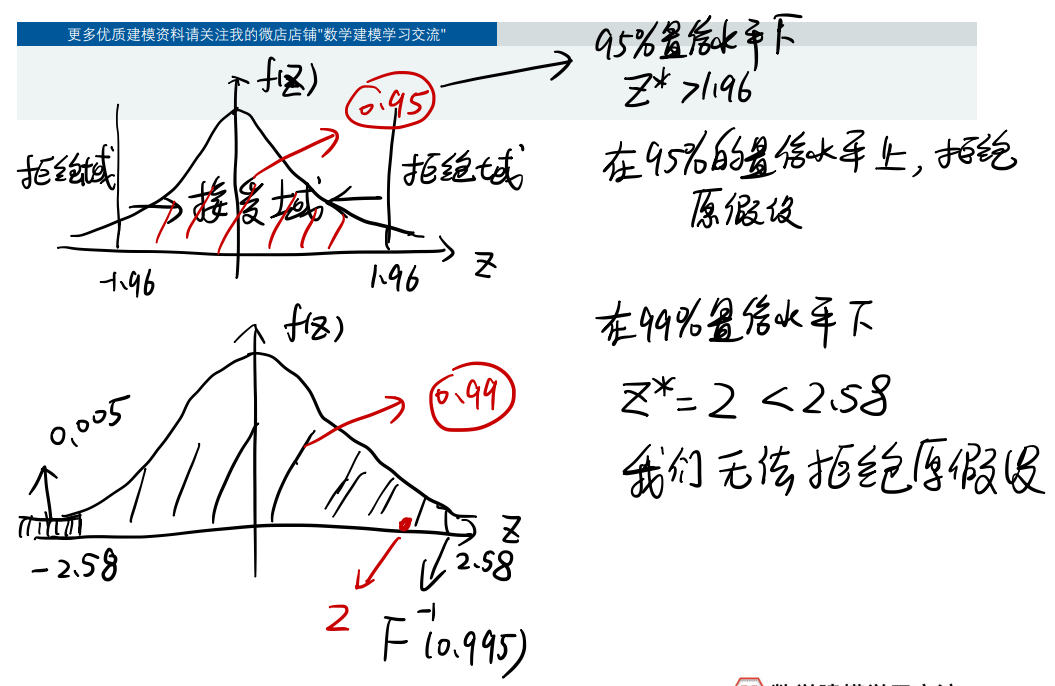 更多优质建模资料请关注我的微店店铺"数学建模学习交流"
f(z)
0.95
95%置信水平下
Z* >1.96
拒绝域
接受域
拒绝域
在95%的置信水平上,拒绝
原假设
-1.96
1.96
Z
f(z)
在99%置信水平下
0.99
Z*=2 <2.58
0.005
我们无法拒绝原假设
-2.58
Z
2.58
2
F⁻¹(0.995)